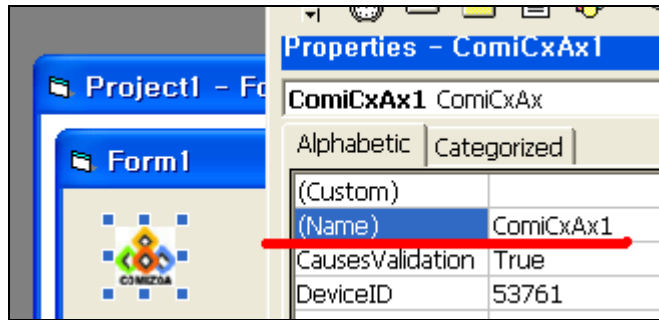 Properties - ComiCxAx1
Project1 - Fo
ComiCxAx1 ComiCxAx
Alphabetic Categorized
Form1
(Custom)
(Name) ComiCxAx1
CausesValidation True
DeviceID 53761
COMIZOA